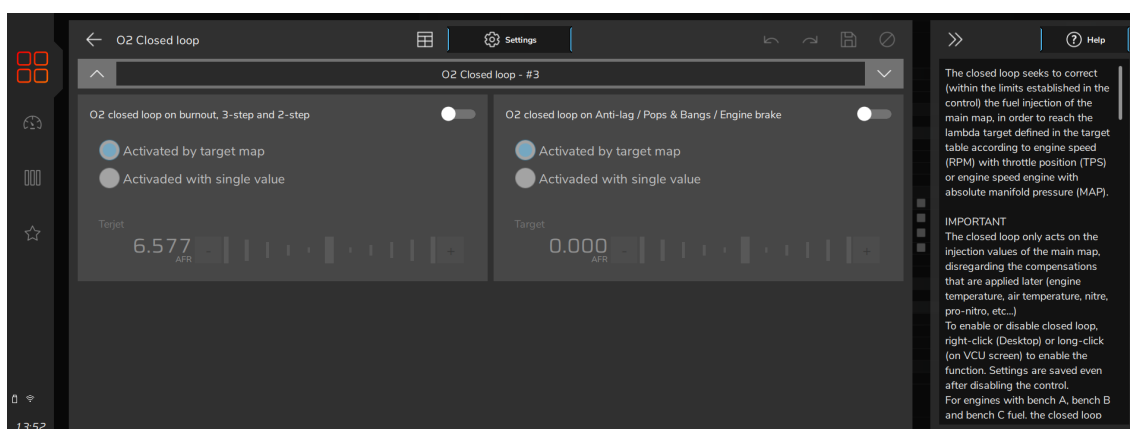 O2 Closed loop
Settings
Help
O2 Closed loop - #3
O2 closed loop on burnout, 3-step and 2-step
Activated by target map
Activaded with single value
Terjet
6.577
AFR
-
+
O2 closed loop on Anti-lag / Pops & Bangs / Engine brake
Activated by target map
Activaded with single value
Target
0.000
AFR
-
+
The closed loop seeks to correct
(within the limits established in the
control) the fuel injection of the
main map, in order to reach the
lambda target defined in the target
table according to engine speed
(RPM) with throttle position (TPS)
or engine speed engine with
absolute manifold pressure (MAP).
IMPORTANT
The closed loop only acts on the
injection values of the main map,
disregarding the compensations
that are applied later (engine
temperature, air temperature, nitre,
pro-nitro, etc...)
To enable or disable closed loop,
right-click (Desktop) or long-click
(on VCU screen) to enable the
function. Settings are saved even
after disabling the control.
For engines with bench A, bench B
and bench C fuel, the closed loop
13:52